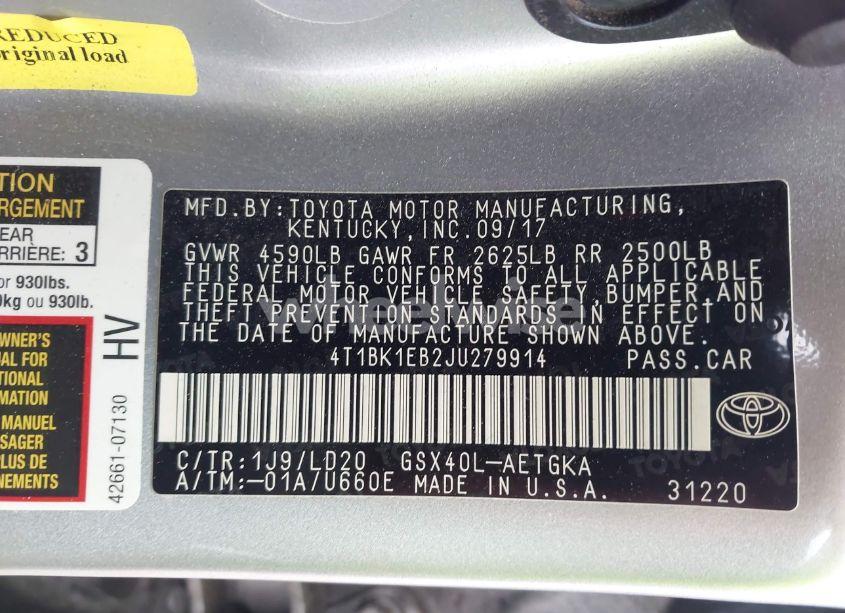 REDUCED
original load
TION
RGEMENT
EAR
RRIÈRE: 3
or 930lbs.
0kg ou 930lb.
WNER'S
UAL FOR
TIONAL
MATION
MANUEL
SAGER
PLUS DE
NEMENTS
HV
42661-07130
MFD.BY:TOYOTA MOTOR MANUFACTURING,
KENTUCKY,INC.09/17
GVWR 4590LB GAWR FR 2625LB RR 2500LB
THIS VEHICLE CONFORMS TO ALL APPLICABLE
FEDERAL MOTOR VEHICLE SAFETY,BUMPER,AND
THEFT PREVENTION STANDARDS IN EFFECT ON
THE DATE OF MANUFACTURE SHOWN ABOVE.
4T1BK1EB2JU279914 PASS.CAR
C/TR:1J9/LD20 GSX40L-AETGKA
A/TM:-01A/U660E MADE IN U.S.A. 31220